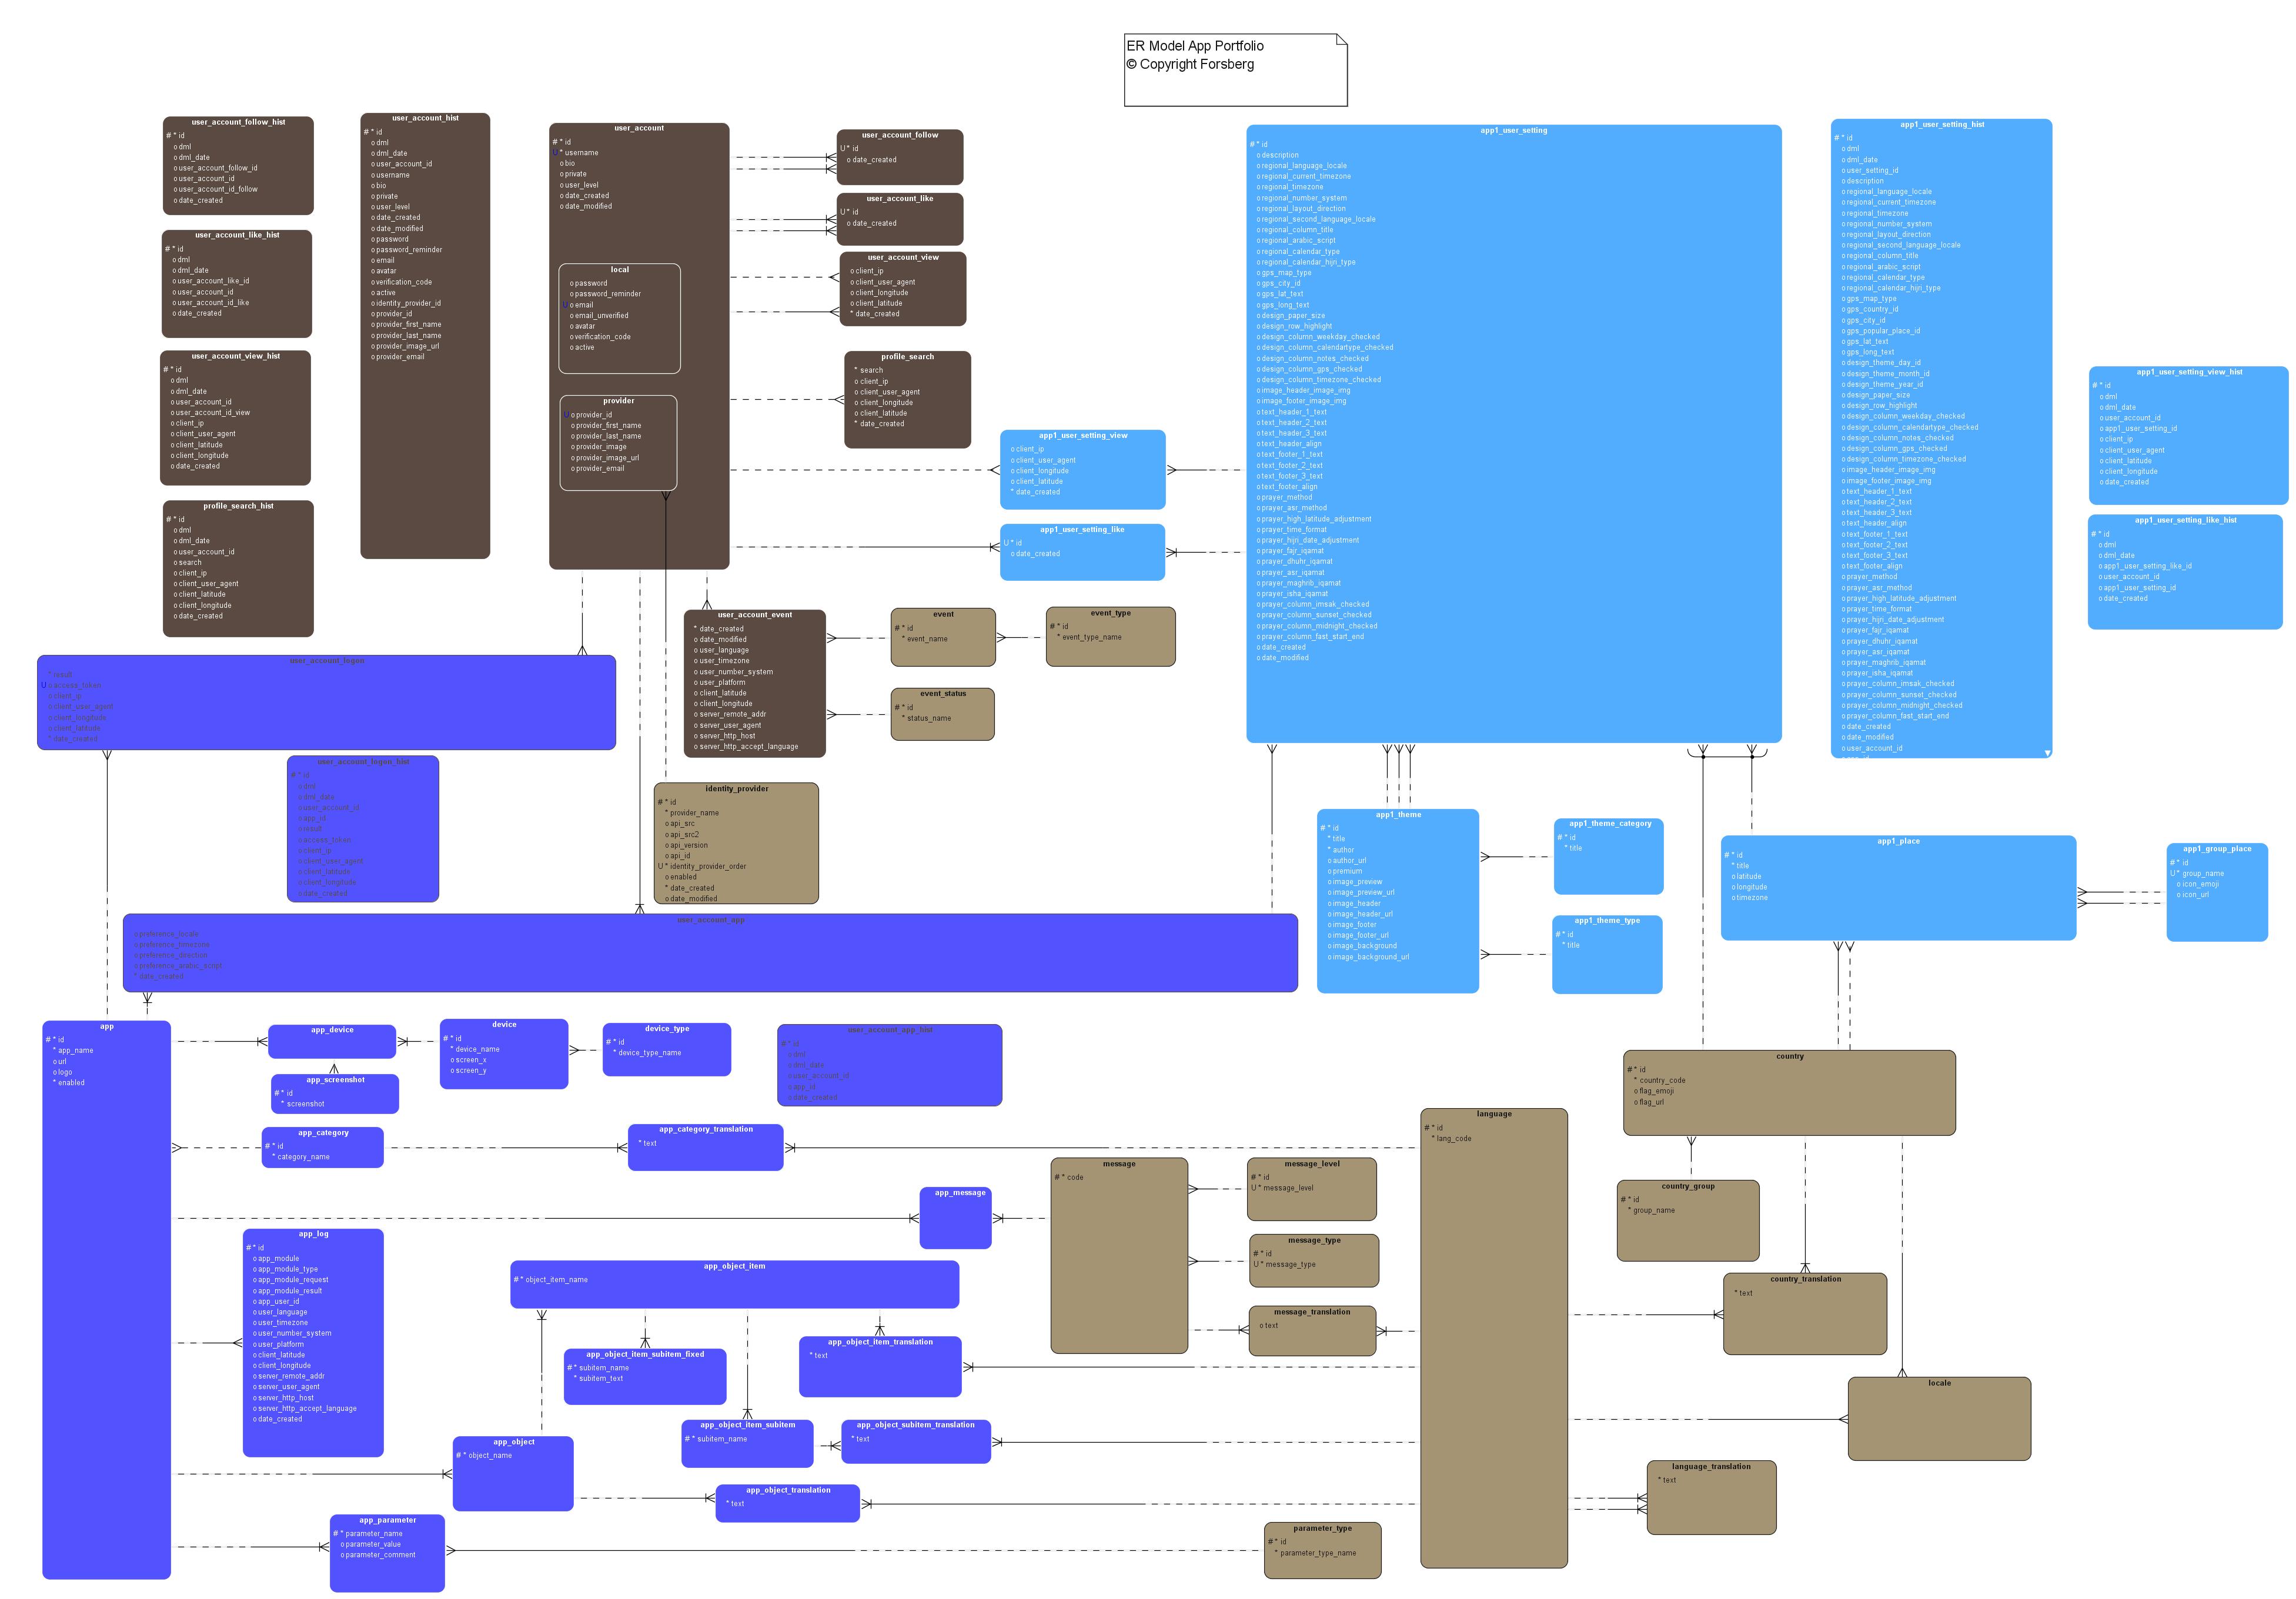 ER Model App Portfolio
© Copyright Forsberg
user_account_follow_hist
# * id
o dml
o dml_date
o user_account_follow_id
o user_account_id
o user_account_id_follow
o date_created
user_account_like_hist
# * id
o dml
o dml_date
o user_account_like_id
o user_account_id
o user_account_id_like
o date_created
user_account_view_hist
# * id
o dml
o dml_date
o user_account_id
o user_account_id_view
o client_ip
o client_user_agent
o client_latitude
o client_longitude
o date_created
profile_search_hist
# * id
o dml
o dml_date
o user_account_id
o search
o client_ip
o client_user_agent
o client_latitude
o client_longitude
o date_created
user_account_hist
# * id
o dml
o dml_date
o user_account_id
o username
o bio
o private
o user_level
o date_created
o date_modified
o password
o password_reminder
o email
o avatar
o verification_code
o active
o identity_provider_id
o provider_id
o provider_first_name
o provider_last_name
o provider_image_url
o provider_email
user_account
# * id
U * username
o bio
o private
o user_level
o date_created
o date_modified
local
o password
o password_reminder
U o email
o email_unverified
o avatar
o verification_code
o active
provider
U o provider_id
o provider_first_name
o provider_last_name
o provider_image
o provider_image_url
o provider_email
user_account_follow
U * id
o date_created
user_account_like
U * id
o date_created
user_account_view
o client_ip
o client_user_agent
o client_longitude
o client_latitude
* date_created
profile_search
* search
o client_ip
o client_user_agent
o client_longitude
o client_latitude
* date_created
app1_user_setting_view
o client_ip
o client_user_agent
o client_longitude
o client_latitude
* date_created
app1_user_setting_like
U * id
o date_created
app1_user_setting
# * id
o description
o regional_language_locale
o regional_current_timezone
o regional_timezone
o regional_number_system
o regional_layout_direction
o regional_second_language_locale
o regional_column_title
o regional_arabic_script
o regional_calendar_type
o regional_calendar_hijri_type
o gps_map_type
o gps_city_id
o gps_lat_text
o gps_long_text
o design_paper_size
o design_row_highlight
o design_column_weekday_checked
o design_column_calendartype_checked
o design_column_notes_checked
o design_column_gps_checked
o design_column_timezone_checked
o image_header_image_img
o image_footer_image_img
o text_header_1_text
o text_header_2_text
o text_header_3_text
o text_header_align
o text_footer_1_text
o text_footer_2_text
o text_footer_3_text
o text_footer_align
o prayer_method
o prayer_asr_method
o prayer_high_latitude_adjustment
o prayer_time_format
o prayer_hijri_date_adjustment
o prayer_fajr_iqamat
o prayer_dhuhr_iqamat
o prayer_asr_iqamat
o prayer_maghrib_iqamat
o prayer_isha_iqamat
o prayer_column_imsak_checked
o prayer_column_sunset_checked
o prayer_column_midnight_checked
o prayer_column_fast_start_end
o date_created
o date_modified
app1_user_setting_hist
# * id
o dml
o dml_date
o user_setting_id
o description
o regional_language_locale
o regional_current_timezone
o regional_timezone
o regional_number_system
o regional_layout_direction
o regional_second_language_locale
o regional_column_title
o regional_arabic_script
o regional_calendar_type
o regional_calendar_hijri_type
o gps_map_type
o gps_country_id
o gps_city_id
o gps_popular_place_id
o gps_lat_text
o gps_long_text
o design_theme_day_id
o design_theme_month_id
o design_theme_year_id
o design_paper_size
o design_row_highlight
o design_column_weekday_checked
o design_column_calendartype_checked
o design_column_notes_checked
o design_column_gps_checked
o design_column_timezone_checked
o image_header_image_img
o image_footer_image_img
o text_header_1_text
o text_header_2_text
o text_header_3_text
o text_header_align
o text_footer_1_text
o text_footer_2_text
o text_footer_3_text
o text_footer_align
o prayer_method
o prayer_asr_method
o prayer_high_latitude_adjustment
o prayer_time_format
o prayer_hijri_date_adjustment
o prayer_fajr_iqamat
o prayer_dhuhr_iqamat
o prayer_asr_iqamat
o prayer_maghrib_iqamat
o prayer_isha_iqamat
o prayer_column_imsak_checked
o prayer_column_sunset_checked
o prayer_column_midnight_checked
o prayer_column_fast_start_end
o date_created
o date_modified
o user_account_id
app1_user_setting_view_hist
# * id
o dml
o dml_date
o user_account_id
o app1_user_setting_id
o client_ip
o client_user_agent
o client_latitude
o client_longitude
o date_created
app1_user_setting_like_hist
# * id
o dml
o dml_date
o app1_user_setting_like_id
o user_account_id
o app1_user_setting_id
o date_created
user_account_event
* date_created
o date_modified
o user_language
o user_timezone
o user_number_system
o user_platform
o client_latitude
o client_longitude
o server_remote_addr
o server_user_agent
o server_http_host
o server_http_accept_language
event
# * id
* event_name
event_type
# * id
* event_type_name
event_status
# * id
* status_name
user_account_logon
* result
U o access_token
o client_ip
o client_user_agent
o client_longitude
o client_latitude
* date_created
user_account_logon_hist
# * id
o dml
o dml_date
o user_account_id
o app_id
o result
o access_token
o client_ip
o client_user_agent
o client_latitude
o client_longitude
o date_created
identity_provider
# * id
* provider_name
o api_src
o api_src2
o api_version
o api_id
U * identity_provider_order
o enabled
* date_created
o date_modified
user_account_app
o preference_locale
o preference_timezone
o preference_direction
o preference_arabic_script
* date_created
app1_theme
# * id
* title
* author
o author_url
o premium
o image_preview
o image_preview_url
o image_header
o image_header_url
o image_footer
o image_footer_url
o image_background
o image_background_url
app1_theme_category
# * id
* title
app1_theme_type
# * id
* title
app1_place
# * id
* title
o latitude
o longitude
o timezone
app1_group_place
# * id
U * group_name
o icon_emoji
o icon_url
app
# * id
* app_name
o url
o logo
* enabled
app_device
device
# * id
* device_name
o screen_x
o screen_y
device_type
# * id
* device_type_name
app_screenshot
# * id
* screenshot
user_account_app_hist
# * id
o dml
o dml_date
o user_account_id
o app_id
o date_created
app_category
# * id
* category_name
app_category_translation
* text
language
# * id
* lang_code
country
# * id
* country_code
o flag_emoji
o flag_url
country_group
# * id
* group_name
country_translation
* text
locale
language_translation
* text
message
# * code
message_level
# * id
U * message_level
message_type
# * id
U * message_type
message_translation
o text
app_message
app_log
# * id
o app_module
o app_module_type
o app_module_request
o app_module_result
o app_user_id
o user_language
o user_timezone
o user_number_system
o user_platform
o client_latitude
o client_longitude
o server_remote_addr
o server_user_agent
o server_http_host
o server_http_accept_language
o date_created
app_object_item
# * object_item_name
app_object_item_subitem_fixed
# * subitem_name
* subitem_text
app_object_item_translation
* text
app_object_item_subitem
# * subitem_name
app_object_subitem_translation
* text
app_object
# * object_name
app_object_translation
* text
app_parameter
# * parameter_name
o parameter_value
o parameter_comment
parameter_type
# * id
* parameter_type_name